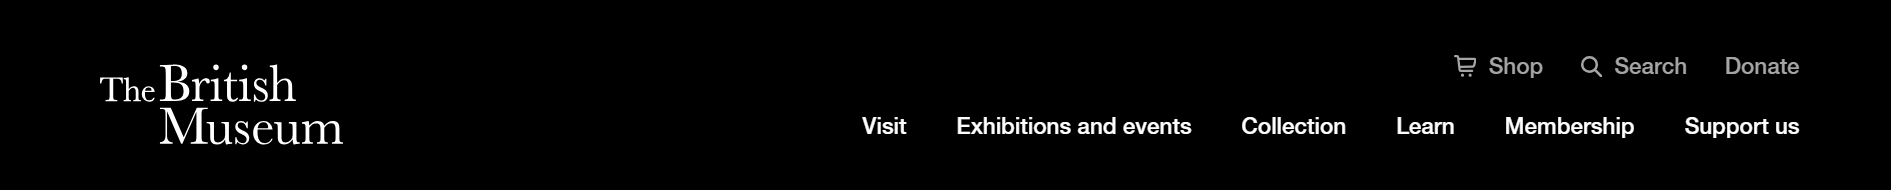 The British
Museum
Shop Search Donate
Visit Exhibitions and events Collection Learn Membership Support us